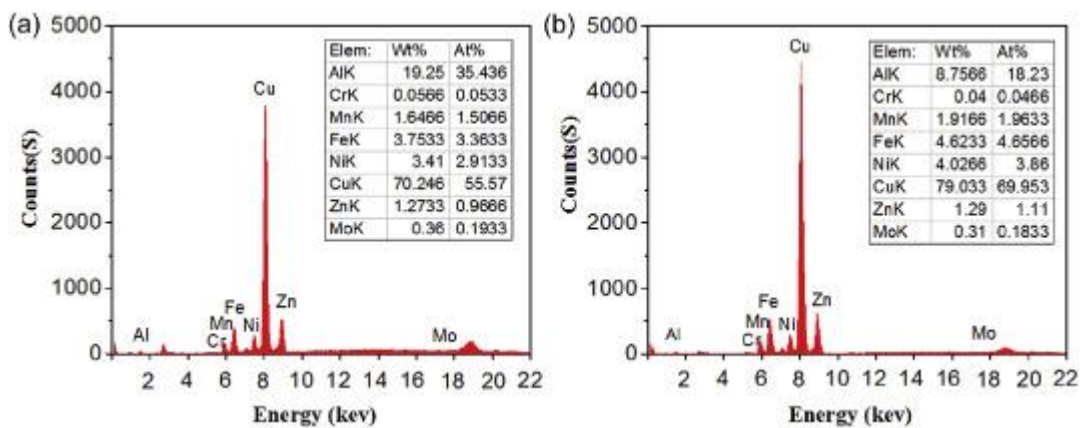 (a)
5000
4000
3000
2000
1000
0
Counts(S)
Elem: Wt% At%
AlK 19.25 35.436
CrK 0.0566 0.0533
MnK 1.6466 1.5066
FeK 3.7533 3.3633
NiK 3.41 2.9133
CuK 70.246 55.57
ZnK 1.2733 0.9666
MoK 0.36 0.1933
Cu
Al
Cr
Mn
Fe
Ni
Zn
Mo
2 4 6 8 10 12 14 16 18 20 22
Energy (kev)
(b)
5000
4000
3000
2000
1000
0
Counts(S)
Elem: Wt% At%
AlK 8.7566 18.23
CrK 0.04 0.0466
MnK 1.9166 1.9633
FeK 4.6233 4.6566
NiK 4.0266 3.86
CuK 79.033 69.953
ZnK 1.29 1.11
MoK 0.31 0.1833
Cu
Al
Cr
Mn
Fe
Ni
Zn
Mo
2 4 6 8 10 12 14 16 18 20 22
Energy (kev)